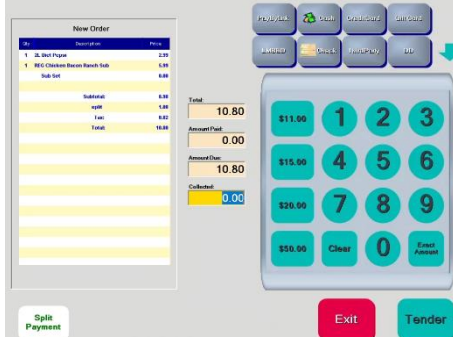 New Order
Qty Description Price
1 2L Diet Pepsi 2.99
1 REG Chicken Bacon Ranch Sub 5.99
Sub Set 0.00
Subtotal: 8.98
split 1.00
Tax: 0.82
Total: 10.80
Total:
10.80
Amount Paid:
0.00
Amount Due:
10.80
Collected:
0.00
Cash Credit Card Gift Card
Check
$11.00 1 2 3
$15.00 4 5 6
$20.00 7 8 9
$50.00 Clear 0 Exact Amount
Split
Payment
Exit
Tender